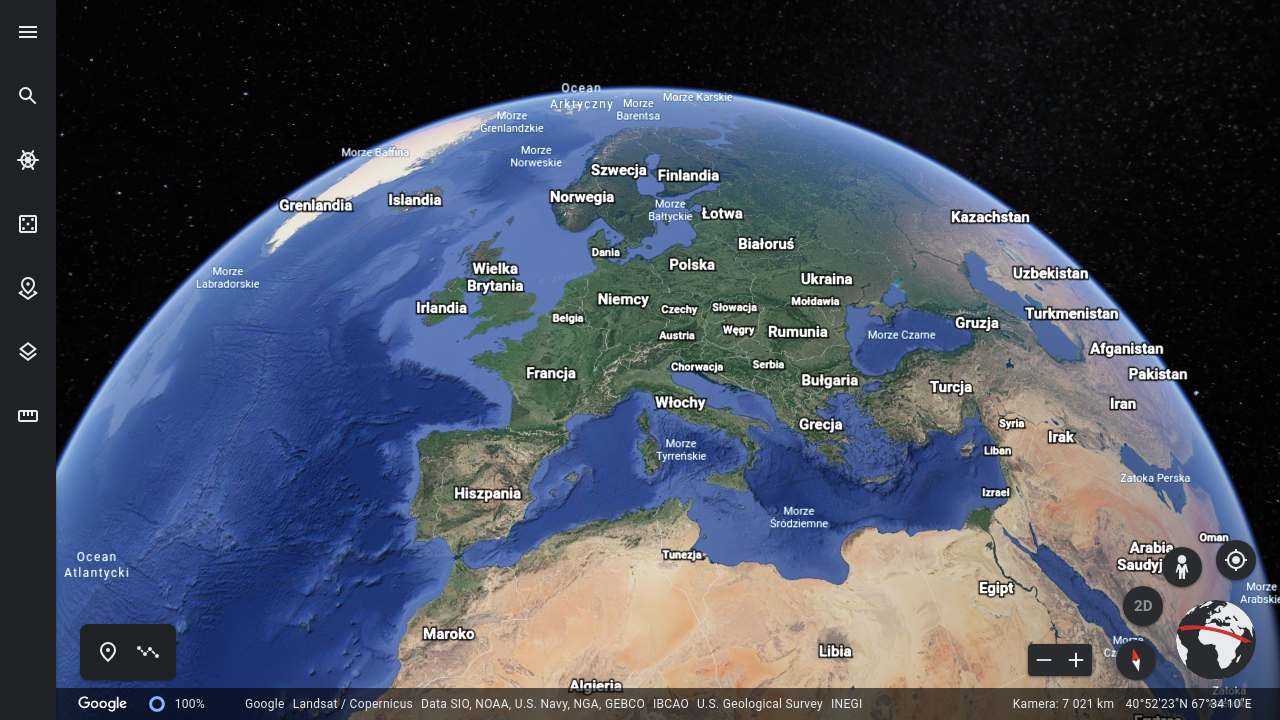 Ocean
Arktyczny
Morze Karskie
Morze
Barentsa
Morze
Grenlandzkie
Morze Baffina
Morze
Norweskie
Szwecja
Finlandia
Grenlandia
Islandia
Norwegia
Morze
Bałtyckie
Łotwa
Kazachstan
Białoruś
Dania
Polska
Morze
Labradorskie
Wielka
Brytania
Uzbekistan
Ukraina
Niemcy
Mołdawia
Irlandia
Czechy
Słowacja
Turkmenistan
Belgia
Gruzja
Węgry
Rumunia
Austria
Morze Czarne
Afganistan
Chorwacja
Serbia
Francja
Pakistan
Bułgaria
Turcja
Włochy
Iran
Grecja
Syria
Irak
Morze
Tyrreńskie
Liban
Zatoka Perska
Hiszpania
Izrael
Morze
Śródziemne
Oman
Tunezja
Arabia
Saudyj
Ocean
Atlantycki
Egipt
Morze
Arabskie
2D
Maroko
Libia
Morze
Algieria
Zatoka
Google
100%
Google Landsat / Copernicus Data SIO, NOAA, U.S. Navy, NGA, GEBCO IBCAO U.S. Geological Survey INEGI
Kamera: 7 021 km 40°52'23"N 67°34'10"E